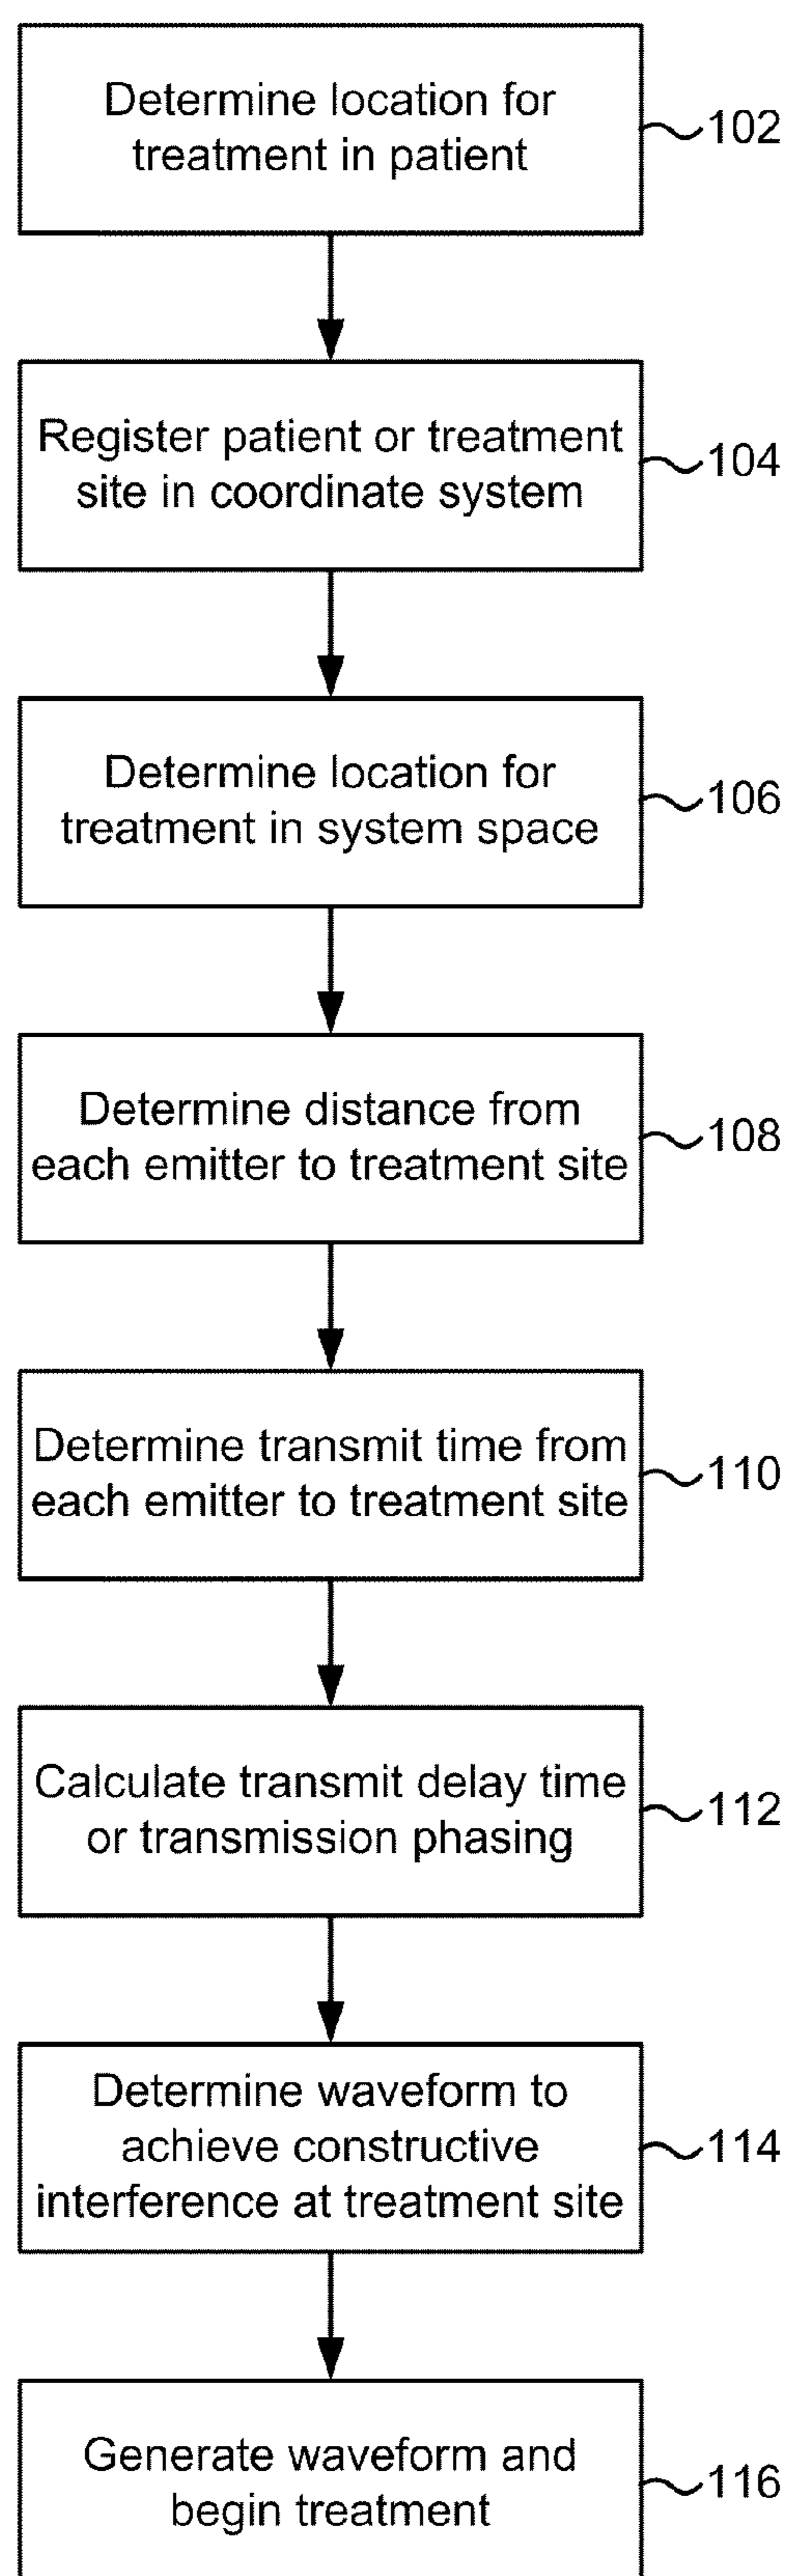 Determine location for
treatment in patient
102
Register patient or treatment
site in coordinate system
104
Determine location for
treatment in system space
106
Determine distance from
each emitter to treatment site
108
Determine transmit time from
each emitter to treatment site
110
Calculate transmit delay time
or transmission phasing
112
Determine waveform to
achieve constructive
interference at treatment site
114
Generate waveform and
begin treatment
116